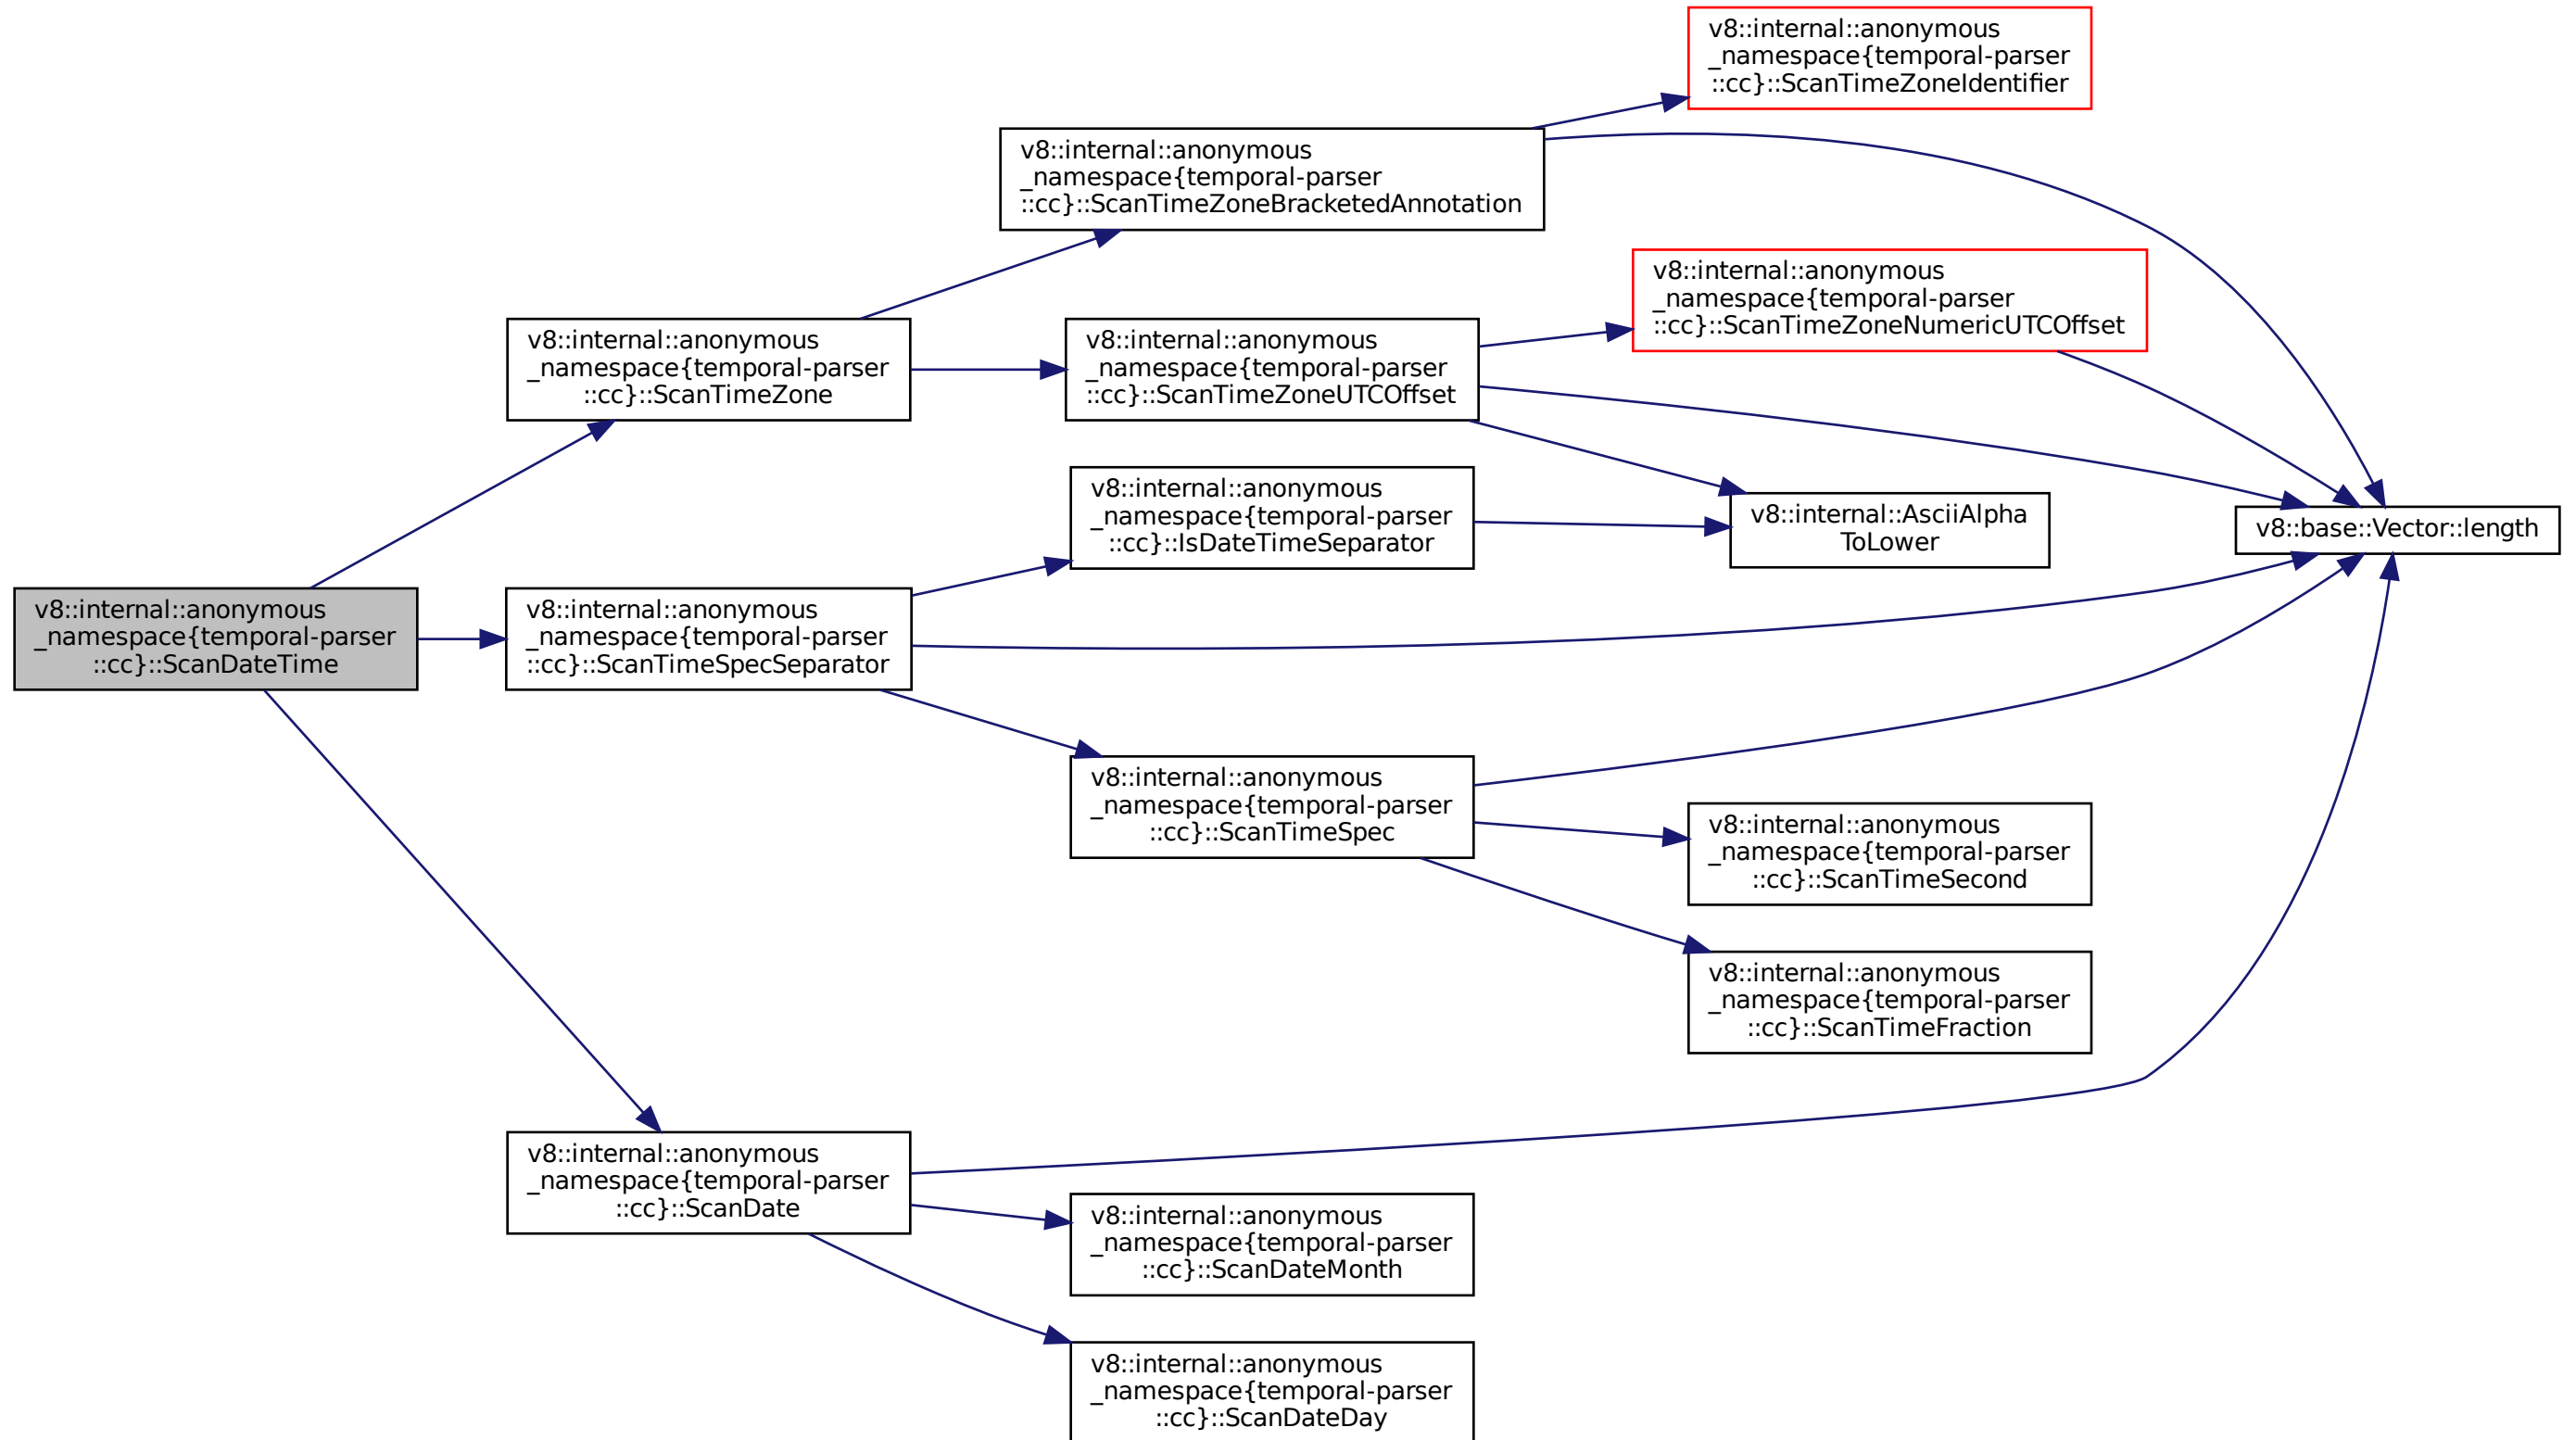 v8::internal::anonymous
_namespace{temporal-parser
::cc}::ScanTimeZoneIdentifier
v8::internal::anonymous
_namespace{temporal-parser
::cc}::ScanTimeZoneBracketedAnnotation
v8::internal::anonymous
_namespace{temporal-parser
::cc}::ScanTimeZoneNumericUTCOffset
v8::internal::anonymous
_namespace{temporal-parser
::cc}::ScanTimeZone
v8::internal::anonymous
_namespace{temporal-parser
::cc}::ScanTimeZoneUTCOffset
v8::internal::anonymous
_namespace{temporal-parser
::cc}::IsDateTimeSeparator
v8::internal::AsciiAlpha
ToLower
v8::base::Vector::length
v8::internal::anonymous
_namespace{temporal-parser
::cc}::ScanDateTime
v8::internal::anonymous
_namespace{temporal-parser
::cc}::ScanTimeSpecSeparator
v8::internal::anonymous
_namespace{temporal-parser
::cc}::ScanTimeSpec
v8::internal::anonymous
_namespace{temporal-parser
::cc}::ScanTimeSecond
v8::internal::anonymous
_namespace{temporal-parser
::cc}::ScanTimeFraction
v8::internal::anonymous
_namespace{temporal-parser
::cc}::ScanDate
v8::internal::anonymous
_namespace{temporal-parser
::cc}::ScanDateMonth
v8::internal::anonymous
_namespace{temporal-parser
::cc}::ScanDateDay